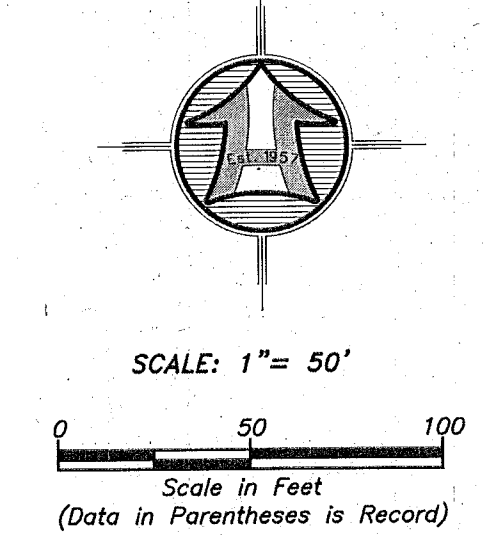 Est. 1957
SCALE: 1"= 50'
0 50 100
Scale in Feet
(Data in Parentheses is Record)